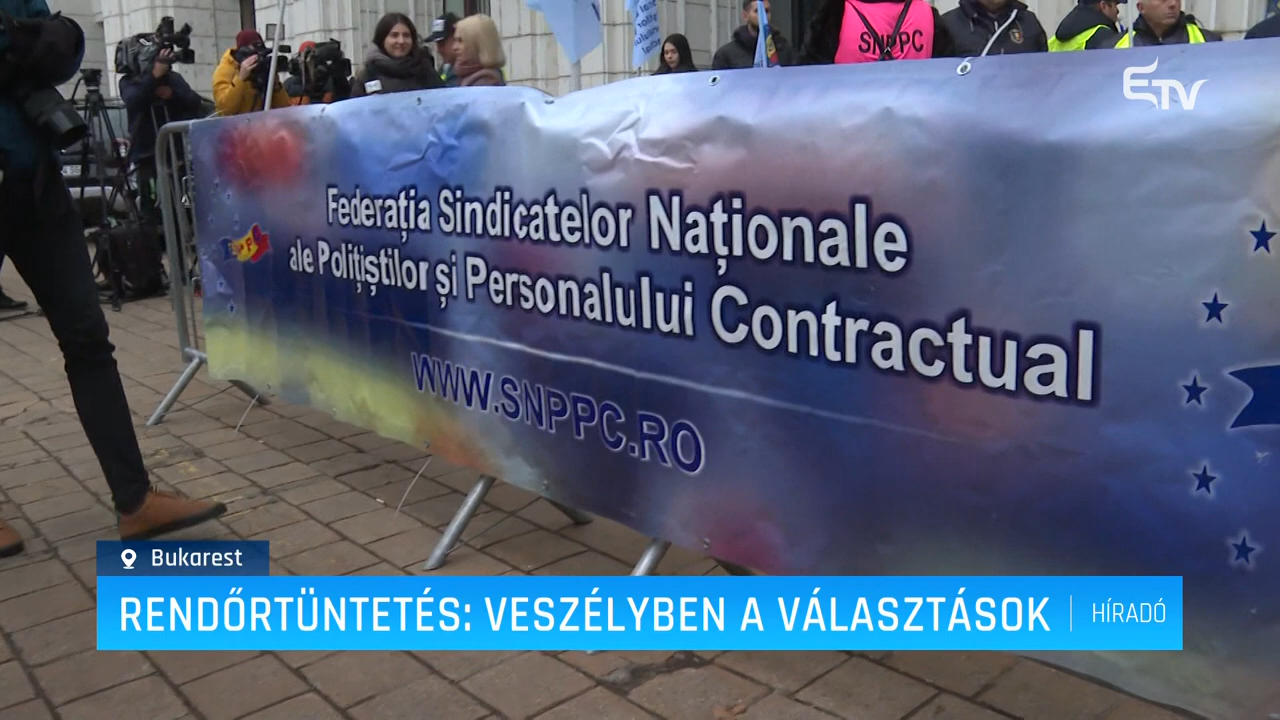 SNPPC
ETV
Federația Sindicatelor Naționale
ale Polițiștilor și Personalului Contractual
WWW.SNPPC.RO
Bukarest
RENDŐRTÜNTETÉS: VESZÉLYBEN A VÁLASZTÁSOK
HÍRADÓ